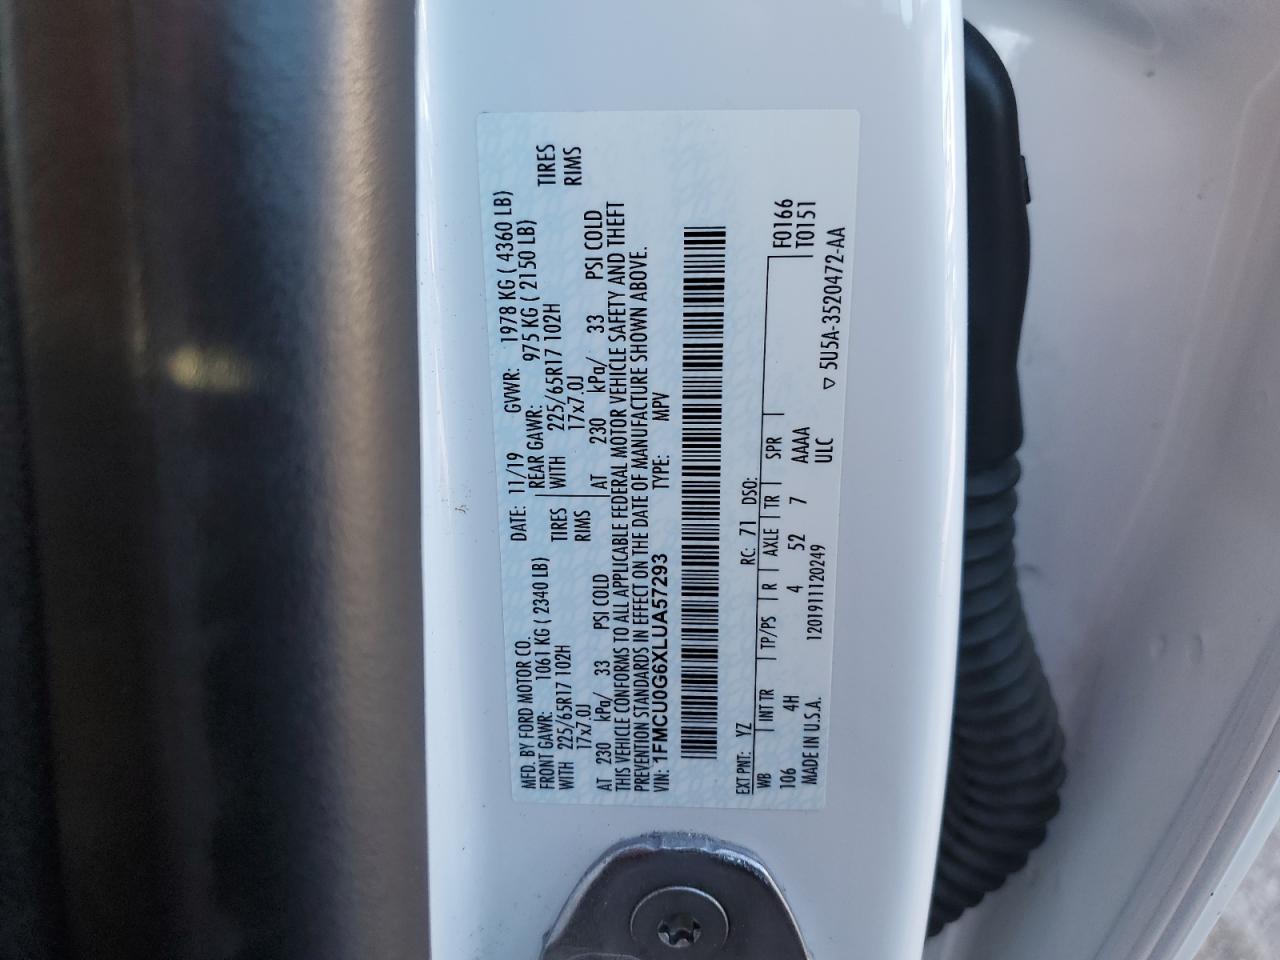 MFD. BY FORD MOTOR CO. DATE: 11/19 GVWR: 1978 KG ( 4360 LB)
FRONT GAWR: 1061 KG ( 2340 LB) REAR GAWR: 975 KG ( 2150 LB)
WITH 225/65R17 102H TIRES WITH 225/65R17 102H TIRES
17x7.0J RIMS 17x7.0J RIMS
AT 230 kPa/ 33 PSI COLD AT 230 kPa/ 33 PSI COLD
THIS VEHICLE CONFORMS TO ALL APPLICABLE FEDERAL MOTOR VEHICLE SAFETY AND THEFT
PREVENTION STANDARDS IN EFFECT ON THE DATE OF MANUFACTURE SHOWN ABOVE.
VIN: 1FMCU0G6XLUA57293 TYPE: MPV
EXT PNT: YZ RC: 71 DSO:
WB INT TR TP/PS R AXLE TR SPR F0166
106 4H 4 52 7 AAAA T0151
MADE IN U.S.A. 1201911120249 ULC
▽ 5U5A-3520472-AA